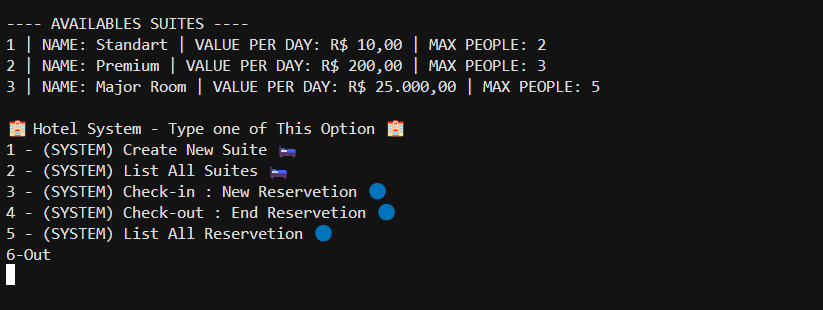 ---- AVAILABLES SUITES ----
1 | NAME: Standart | VALUE PER DAY: R$ 10,00 | MAX PEOPLE: 2
2 | NAME: Premium | VALUE PER DAY: R$ 200,00 | MAX PEOPLE: 3
3 | NAME: Major Room | VALUE PER DAY: R$ 25.000,00 | MAX PEOPLE: 5
🏨 Hotel System - Type one of This Option 🏨
1 - (SYSTEM) Create New Suite 🛏️
2 - (SYSTEM) List All Suites 🛏️
3 - (SYSTEM) Check-in : New Reservetion 🔵
4 - (SYSTEM) Check-out : End Reservetion 🔵
5 - (SYSTEM) List All Reservetion 🔵
6-Out